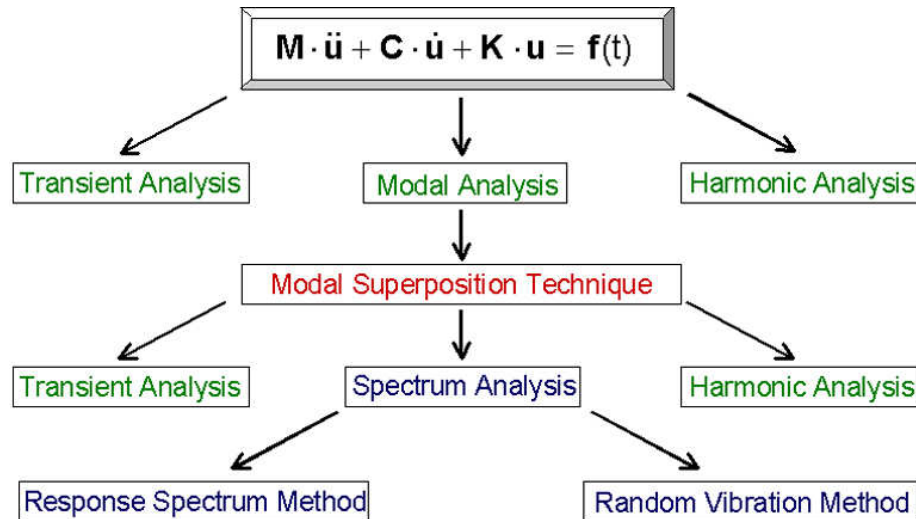 M · ü + C · u̇ + K · u = f(t)
Transient Analysis
Modal Analysis
Harmonic Analysis
Modal Superposition Technique
Transient Analysis
Spectrum Analysis
Harmonic Analysis
Response Spectrum Method
Random Vibration Method